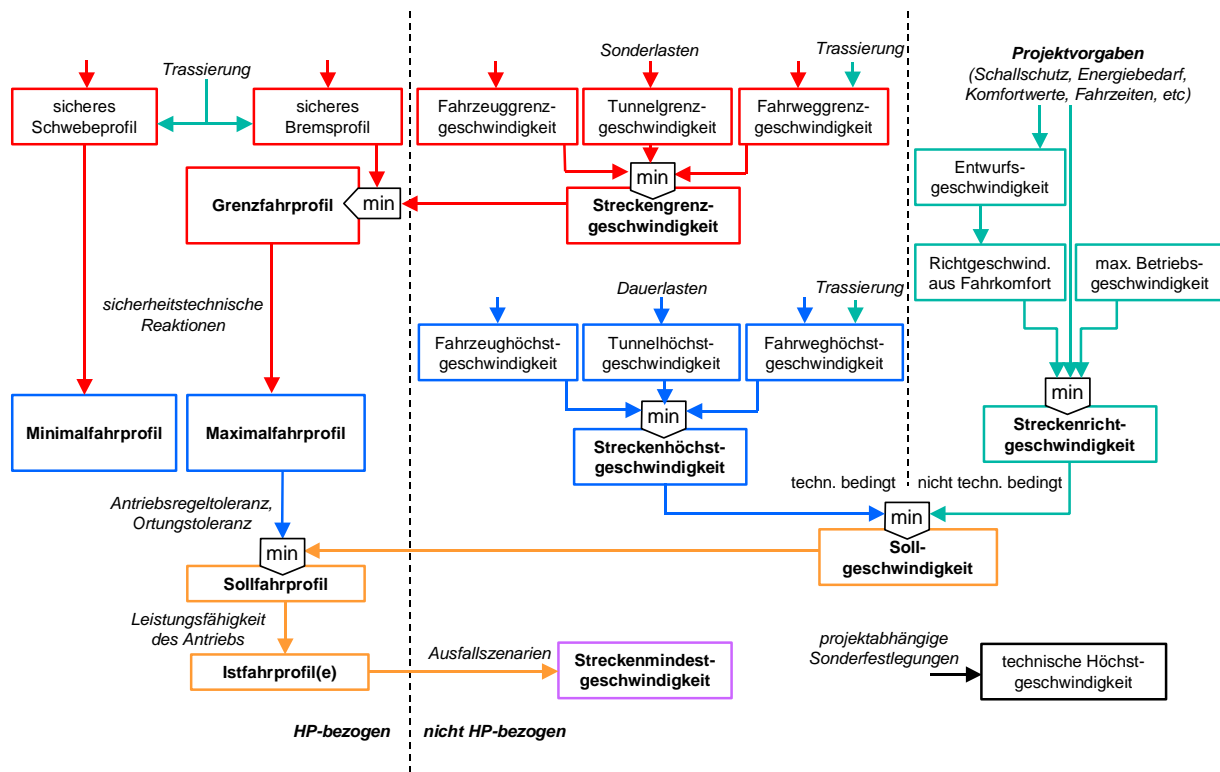 Trassierung
sicheres
Schwebeprofil
sicheres
Bremsprofil
Grenzfahrprofil
min
sicherheitstechnische
Reaktionen
Minimalfahrprofil
Maximalfahrprofil
Antriebsregeltoleranz,
Ortungstoleranz
min
Sollfahrprofil
Leistungsfähigkeit
des Antriebs
Istfahrprofil(e)
HP-bezogen
Sonderlasten
Trassierung
Fahrzeuggrenz-
geschwindigkeit
Tunnelgrenz-
geschwindigkeit
Fahrweggrenz-
geschwindigkeit
min
Streckengrenz-
geschwindigkeit
Dauerlasten
Trassierung
Fahrzeughöchst-
geschwindigkeit
Tunnelhöchst-
geschwindigkeit
Fahrweghöchst-
geschwindigkeit
min
Streckenhöchst-
geschwindigkeit
techn. bedingt
nicht techn. bedingt
min
Soll-
geschwindigkeit
Ausfallszenarien
Streckenmindest-
geschwindigkeit
nicht HP-bezogen
Projektvorgaben
(Schallschutz, Energiebedarf,
Komfortwerte, Fahrzeiten, etc)
Entwurfs-
geschwindigkeit
Richtgeschwind.
aus Fahrkomfort
max. Betriebs-
geschwindigkeit
min
Streckenricht-
geschwindigkeit
projektabhängige
Sonderfestlegungen
technische Höchst-
geschwindigkeit